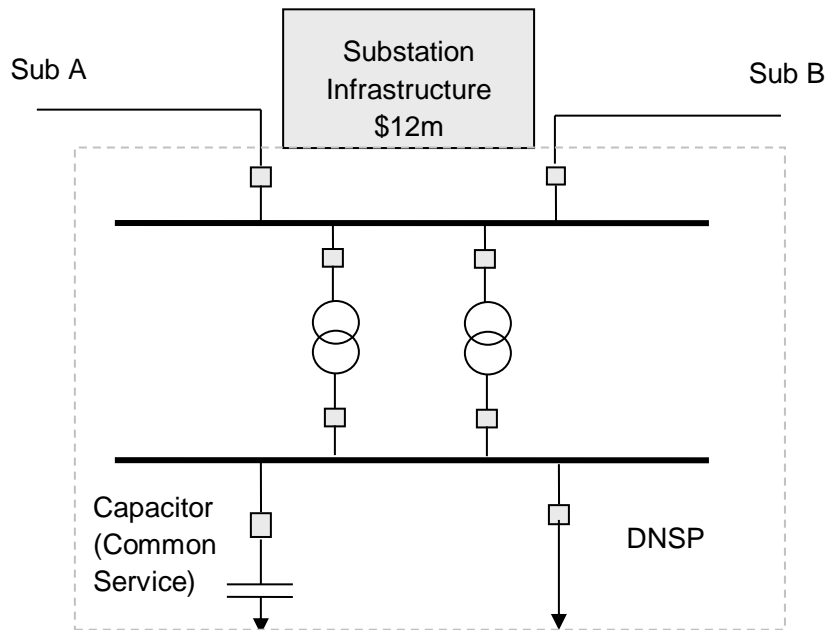 Sub A
Substation
Infrastructure
$12m
Sub B
Capacitor
(Common
Service)
DNSP